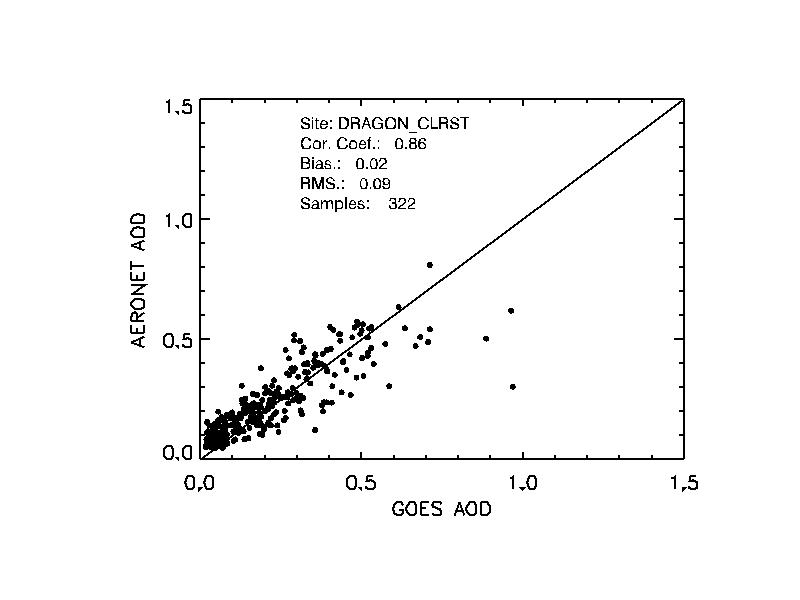 1.5
Site: DRAGON_CLRST
Cor. Coef.: 0.86
Bias.: 0.02
RMS.: 0.09
Samples: 322
1.0
AERONET AOD
0.5
0.0
0.0 0.5 1.0 1.5
GOES AOD